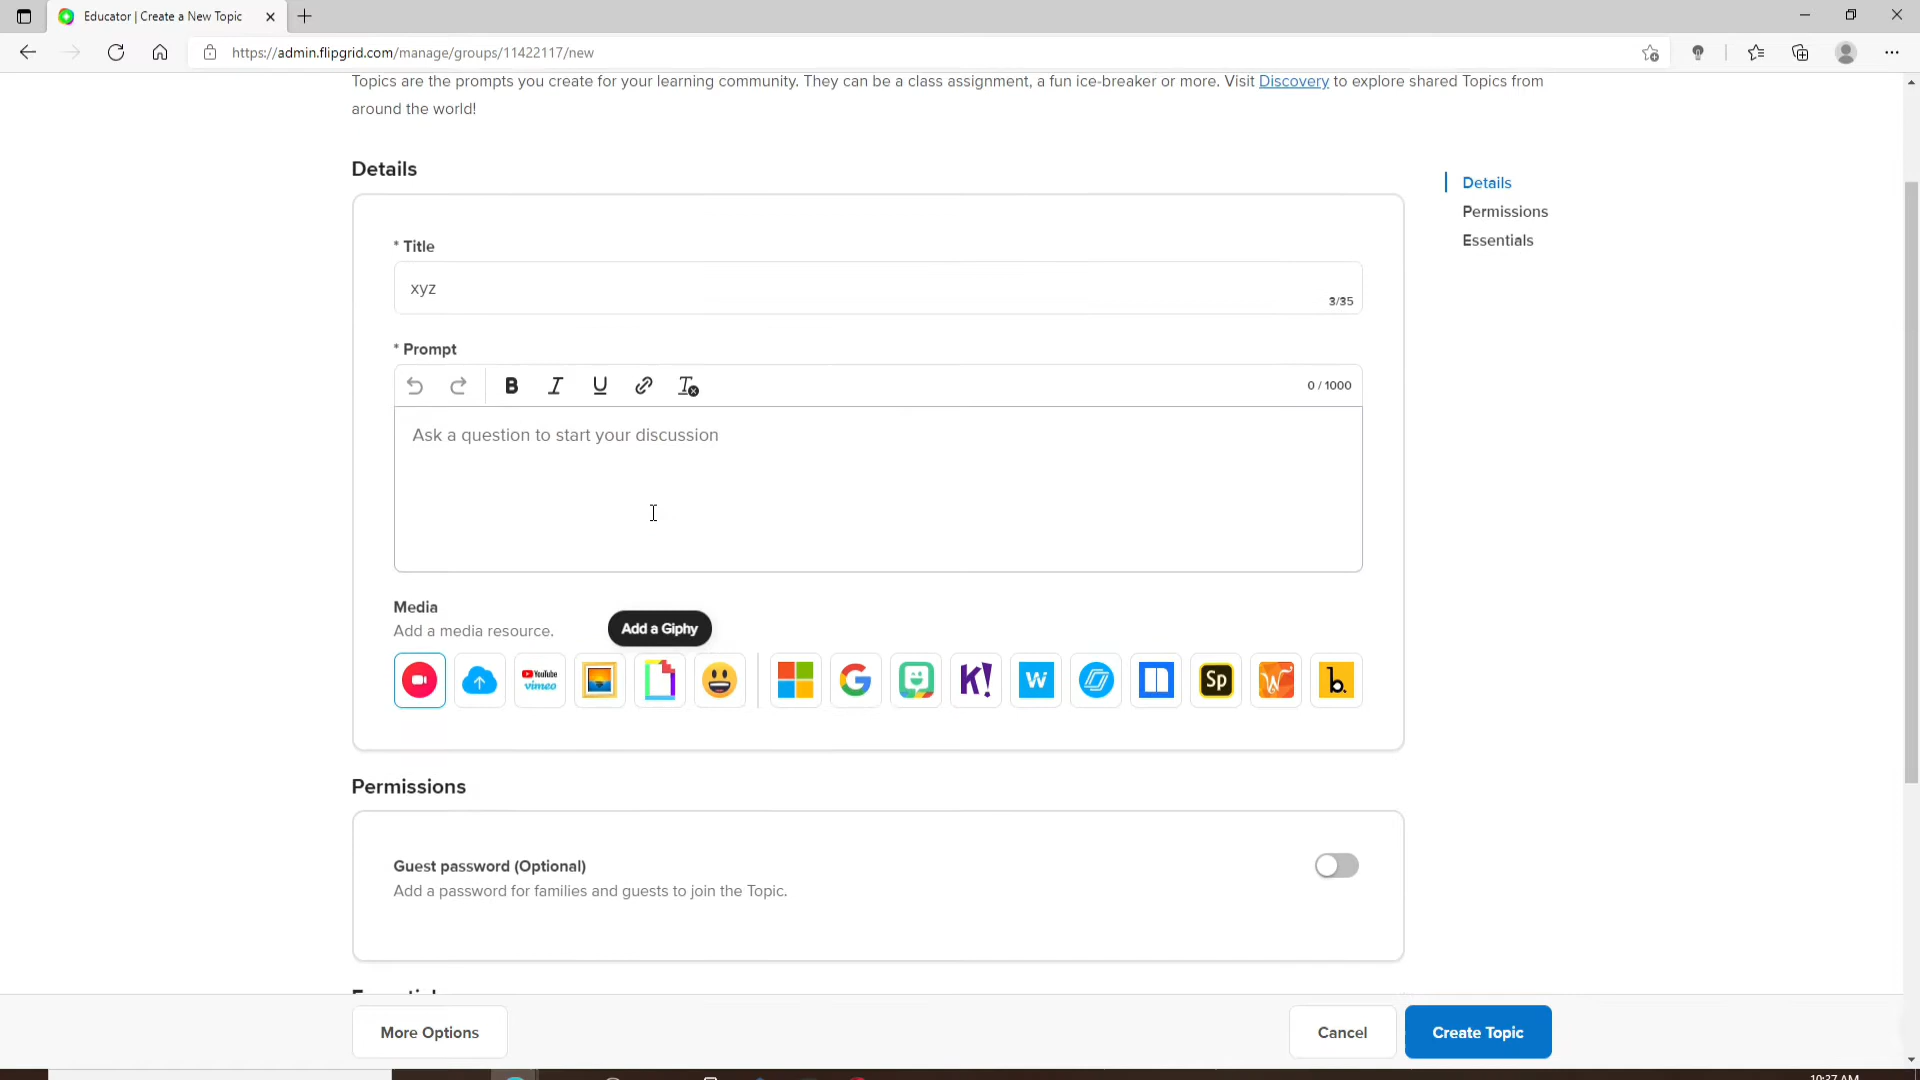 Educator | Create a New Topic
https://admin.flipgrid.com/manage/groups/11422117/new
Topics are the prompts you create for your learning community. They can be a class assignment, a fun ice-breaker or more. Visit Discovery to explore shared Topics from
around the world!
Details
Details
Permissions
Essentials
* Title
xyz
3/35
* Prompt
B I U
0 / 1000
Ask a question to start your discussion
Media
Add a media resource.
Add a Giphy
YouTube
vimeo
G
K!
W
Sp
W
b.
Permissions
Guest password (Optional)
Add a password for families and guests to join the Topic.
More Options
Cancel
Create Topic